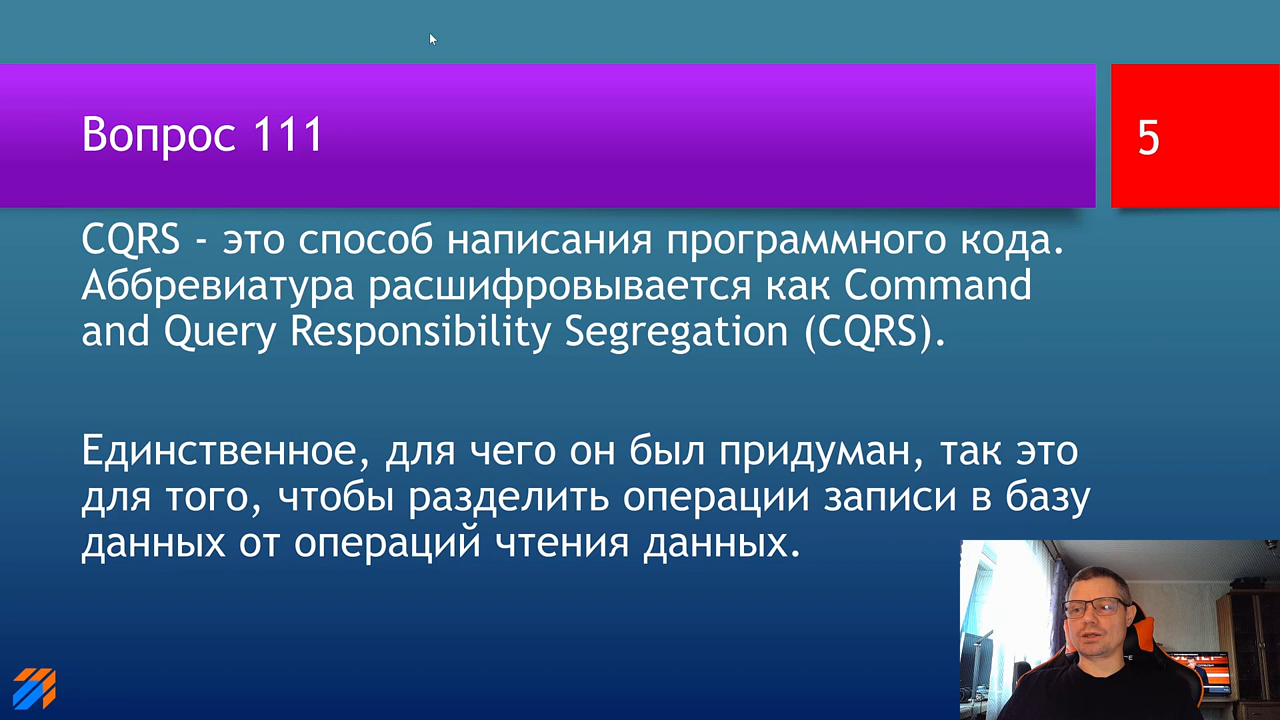 Вопрос 111
5
CQRS - это способ написания программного кода.
Аббревиатура расшифровывается как Command
and Query Responsibility Segregation (CQRS).
Единственное, для чего он был придуман, так это
для того, чтобы разделить операции записи в базу
данных от операций чтения данных.